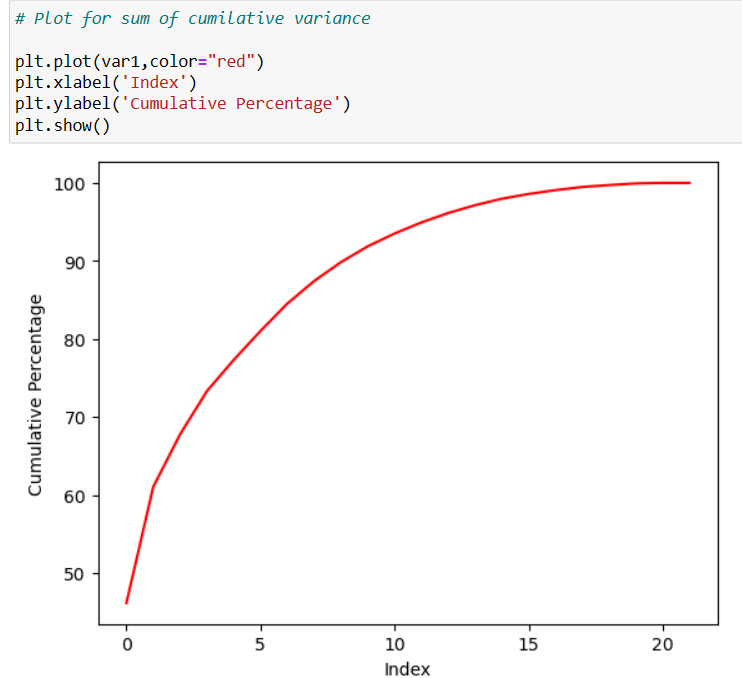 # Plot for sum of cumilative variance
plt.plot(var1,color="red")
plt.xlabel('Index')
plt.ylabel('Cumulative Percentage')
plt.show()
100
90
80
70
60
50
Cumulative Percentage
0 5 10 15 20
Index